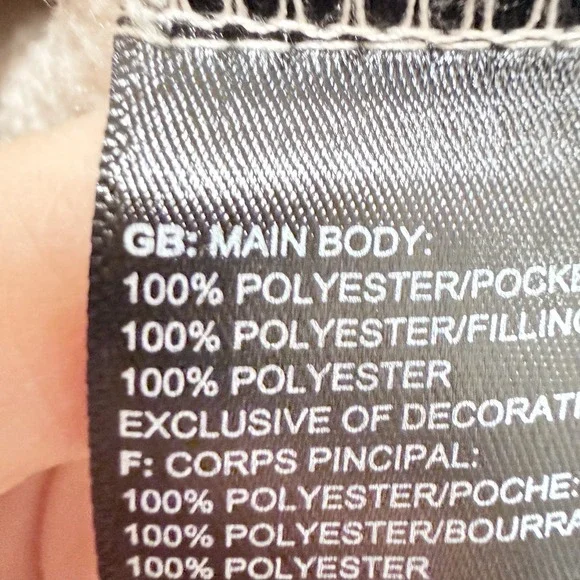 GB: MAIN BODY:
100% POLYESTER/POCKE
100% POLYESTER/FILLING
100% POLYESTER
EXCLUSIVE OF DECORATI
F: CORPS PINCIPAL:
100% POLYESTER/POCHES
100% POLYESTER/BOURRA
100% POLYESTER